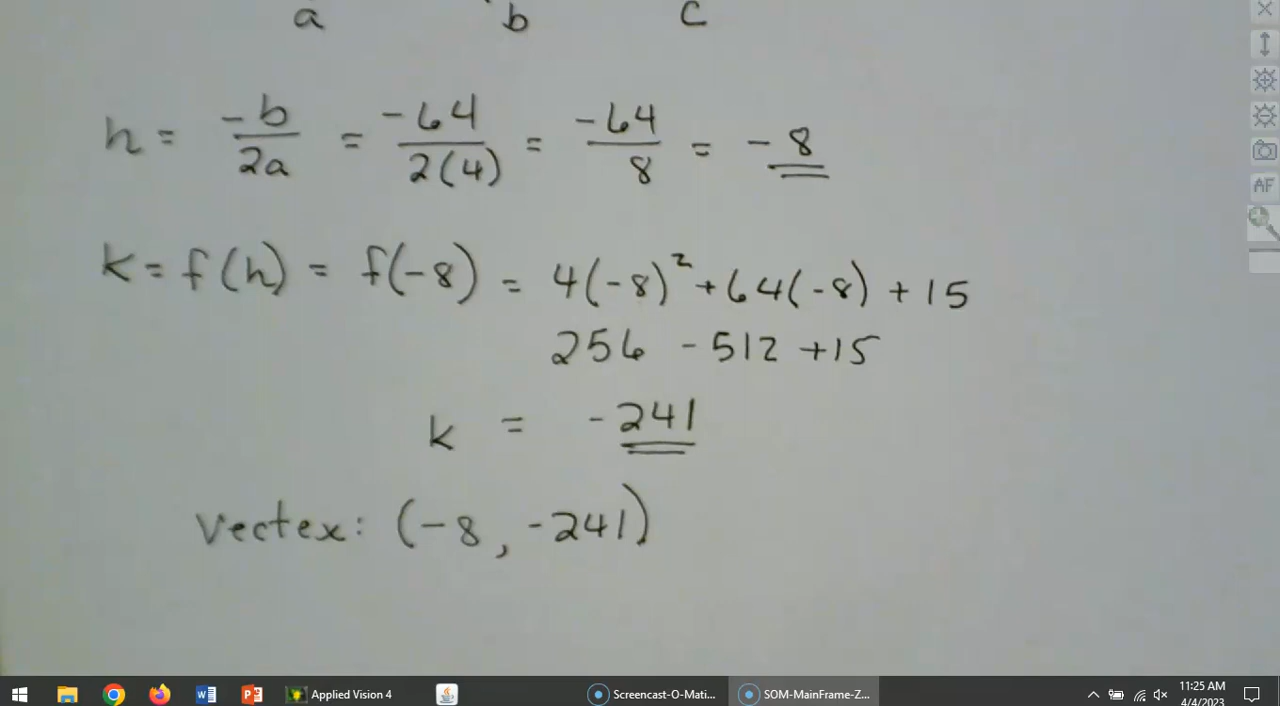 a b c
h = -b/2a = -64/2(4) = -64/8 = -8
k = f(h) = f(-8) = 4(-8)² + 64(-8) + 15
256 - 512 + 15
k = -241
Vertex: (-8, -241)
AF
Applied Vision 4
Screencast-O-Mati...
SOM-MainFrame-Z...
11:25 AM
4/4/2023